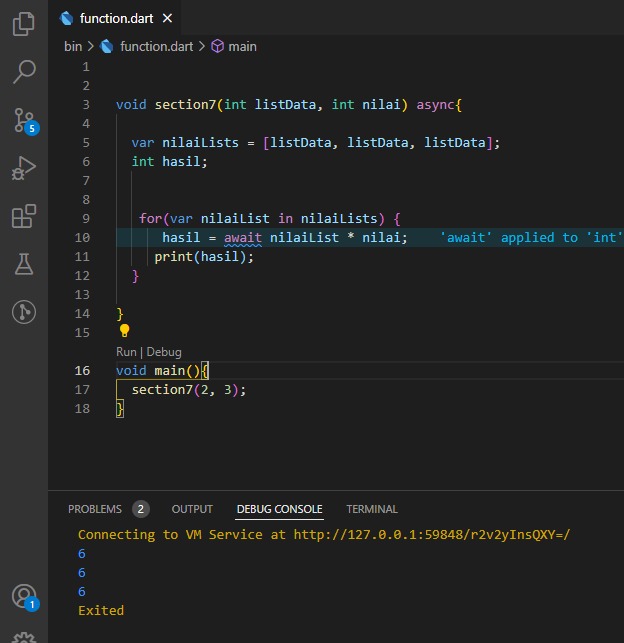 function.dart ×
bin > function.dart > main
1
2
3 void section7(int listData, int nilai) async{
4
5 var nilaiLists = [listData, listData, listData];
6 int hasil;
7
8
9 for(var nilaiList in nilaiLists) {
10 hasil = await nilaiList * nilai; 'await' applied to 'int'
11 print(hasil);
12 }
13
14 }
15
Run | Debug
16 void main(){
17 section7(2, 3);
18 }
5
PROBLEMS 2 OUTPUT DEBUG CONSOLE TERMINAL
Connecting to VM Service at http://127.0.0.1:59848/r2v2yInsQXY=/
6
6
6
Exited
1